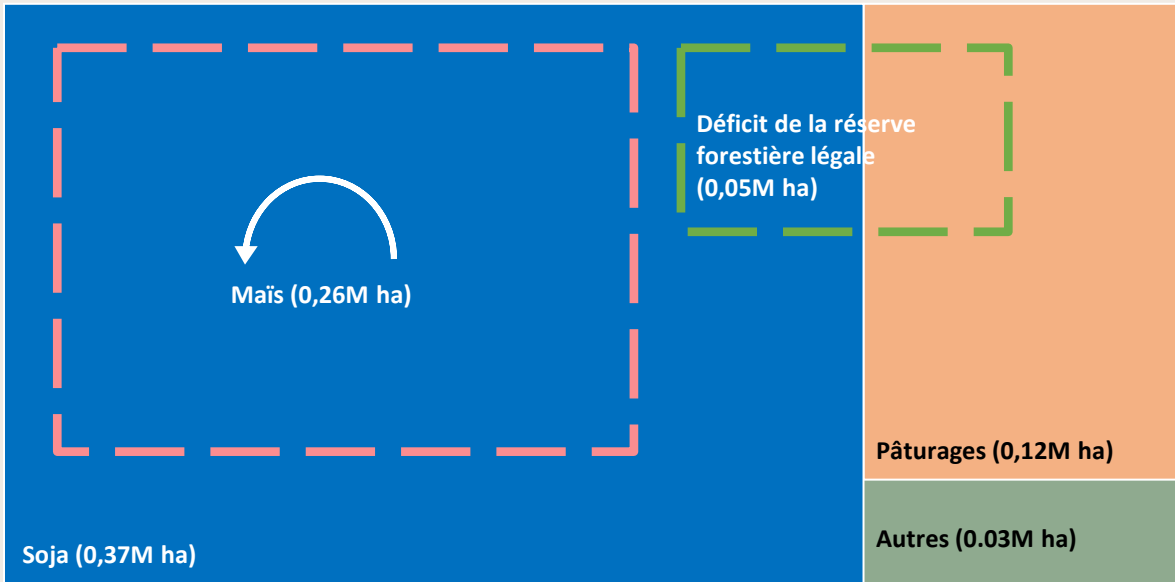 Déficit de la réserve
forestière légale
(0,05M ha)
Maïs (0,26M ha)
Pâturages (0,12M ha)
Autres (0.03M ha)
Soja (0,37M ha)